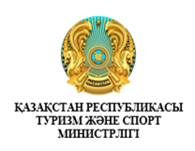 ҚАЗАҚСТАН РЕСПУБЛИКАСЫ
ТУРИЗМ ЖӘНЕ СПОРТ
МИНИСТРЛІГІ